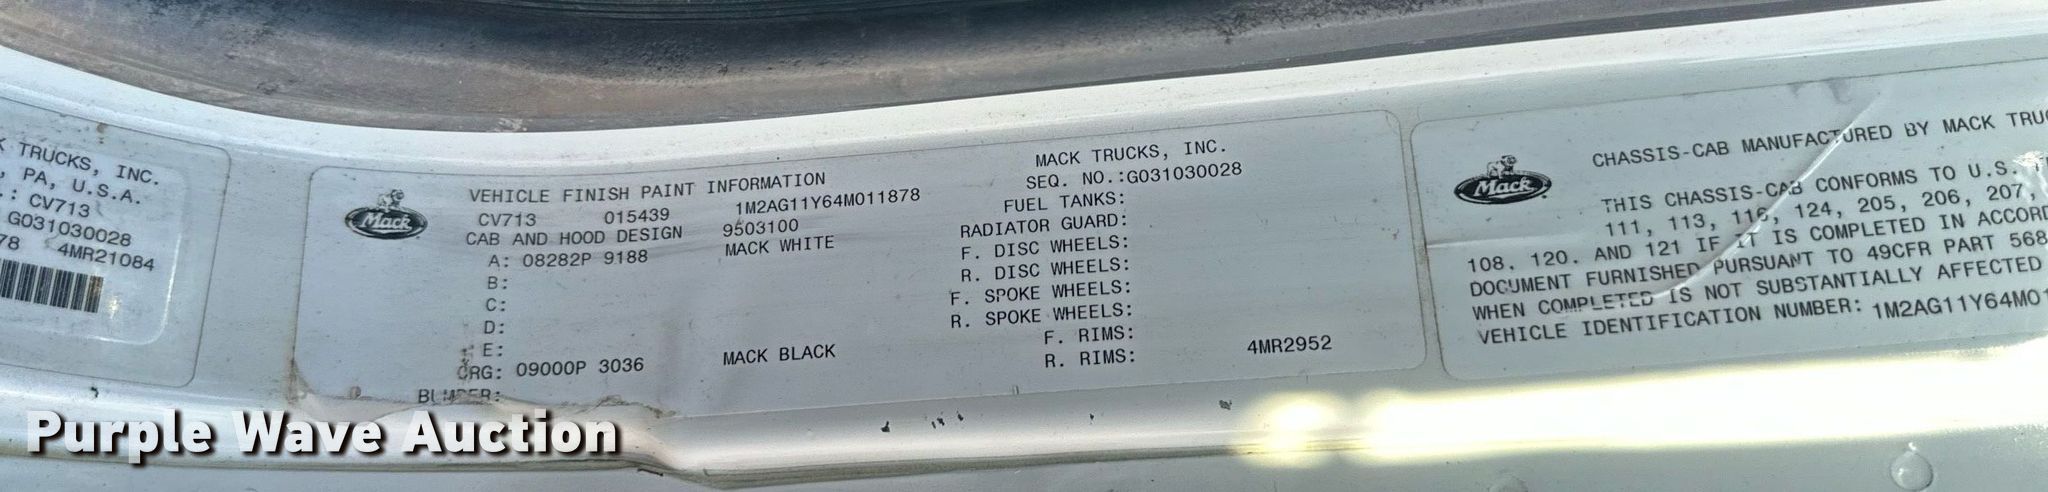 TRUCKS, INC.
, PA, U.S.A.
.: CV713
G031030028
78 4MR21084
Mack
VEHICLE FINISH PAINT INFORMATION
CV713 015439 1M2AG11Y64M011878
CAB AND HOOD DESIGN 9503100
A: 08282P 9188 MACK WHITE
B:
C:
D:
E:
CRG: 09000P 3036 MACK BLACK
BUMPER:
MACK TRUCKS, INC.
SEQ. NO.:G031030028
FUEL TANKS:
RADIATOR GUARD:
F. DISC WHEELS:
R. DISC WHEELS:
F. SPOKE WHEELS:
R. SPOKE WHEELS:
F. RIMS:
R. RIMS: 4MR2952
Mack
CHASSIS-CAB MANUFACTURED BY MACK TRUC
THIS CHASSIS-CAB CONFORMS TO U.S.
111, 113, 116, 124, 205, 206, 207,
108, 120. AND 121 IF IT IS COMPLETED IN ACCORD
DOCUMENT FURNISHED PURSUANT TO 49CFR PART 568
WHEN COMPLETED IS NOT SUBSTANTIALLY AFFECTED
VEHICLE IDENTIFICATION NUMBER: 1M2AG11Y64M01
Purple Wave Auction